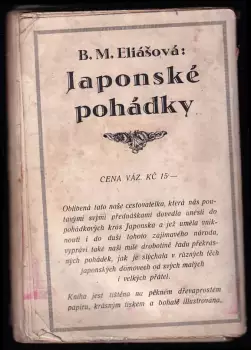 B. M. Eliášová:
Japonské
pohádky
CENA VÁZ. KČ 15·—
Oblíbená tato naše cestovatelka, která nás pou-
tavými svými přednáškami dovedla unésti do
pohádkových krás Japonska a jež uměla vnik-
nouti i do duší tohoto zajímavého národa,
vypráví také naší milé drobotině řadu překrás-
ných pohádek, jak je slýchala v různých těch
japonských domovech od svých malých
i velkých přátel.
Kniha jest tištěna na pěkném dřevaprostém
papíru, krásným tiskem a bohatě illustrována.